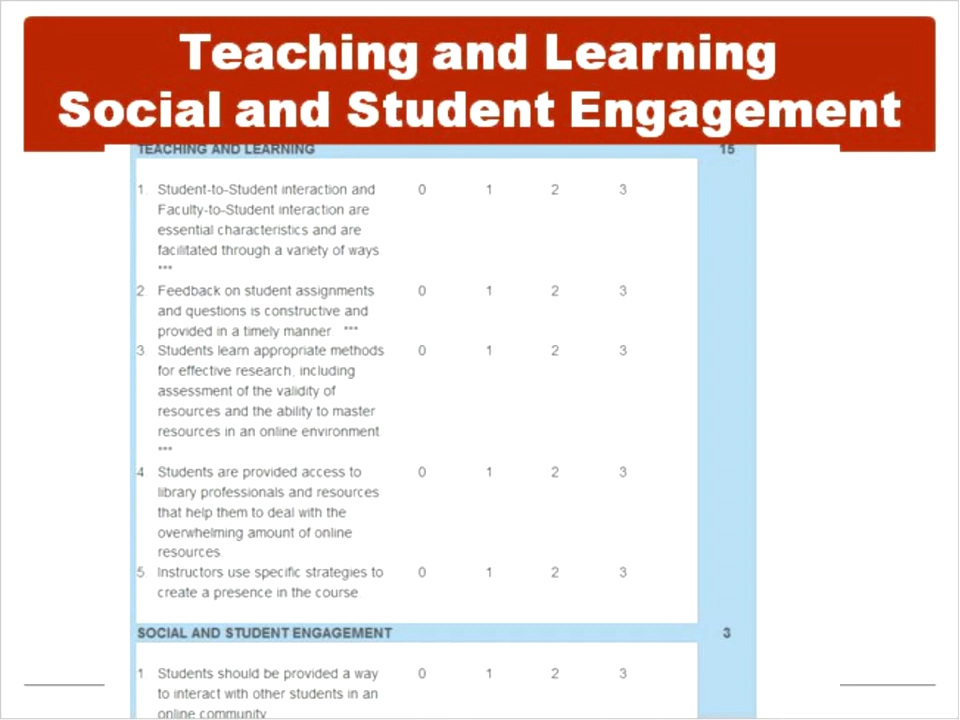 Teaching and Learning
Social and Student Engagement
TEACHING AND LEARNING 15
1. Student-to-Student interaction and 0 1 2 3
Faculty-to-Student interaction are
essential characteristics and are
facilitated through a variety of ways
***
2. Feedback on student assignments 0 1 2 3
and questions is constructive and
provided in a timely manner. ***
3. Students learn appropriate methods 0 1 2 3
for effective research, including
assessment of the validity of
resources and the ability to master
resources in an online environment.
***
4. Students are provided access to 0 1 2 3
library professionals and resources
that help them to deal with the
overwhelming amount of online
resources.
5. Instructors use specific strategies to 0 1 2 3
create a presence in the course.
SOCIAL AND STUDENT ENGAGEMENT 3
1 Students should be provided a way 0 1 2 3
to interact with other students in an
online community